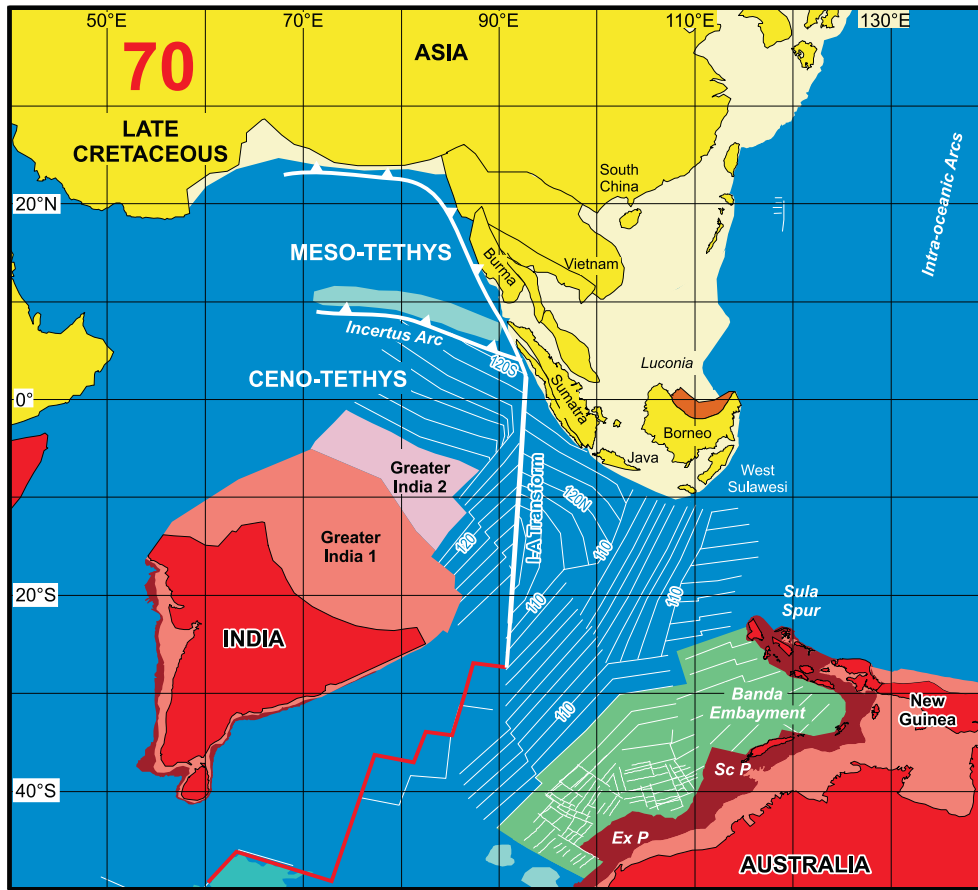 50°E
70°E
90°E
110°E
130°E
70
ASIA
LATE
CRETACEOUS
South
China
20°N
Intra-oceanic Arcs
MESO-TETHYS
Burma
Vietnam
Incertus Arc
120S
CENO-TETHYS
Luconia
0°
Sumatra
Borneo
Java
West
Sulawesi
Greater
India 2
I-A Transform
120N
Greater
India 1
120
110
110
110
20°S
Sula
Spur
INDIA
Banda
Embayment
New
Guinea
110
Sc P
40°S
Ex P
AUSTRALIA